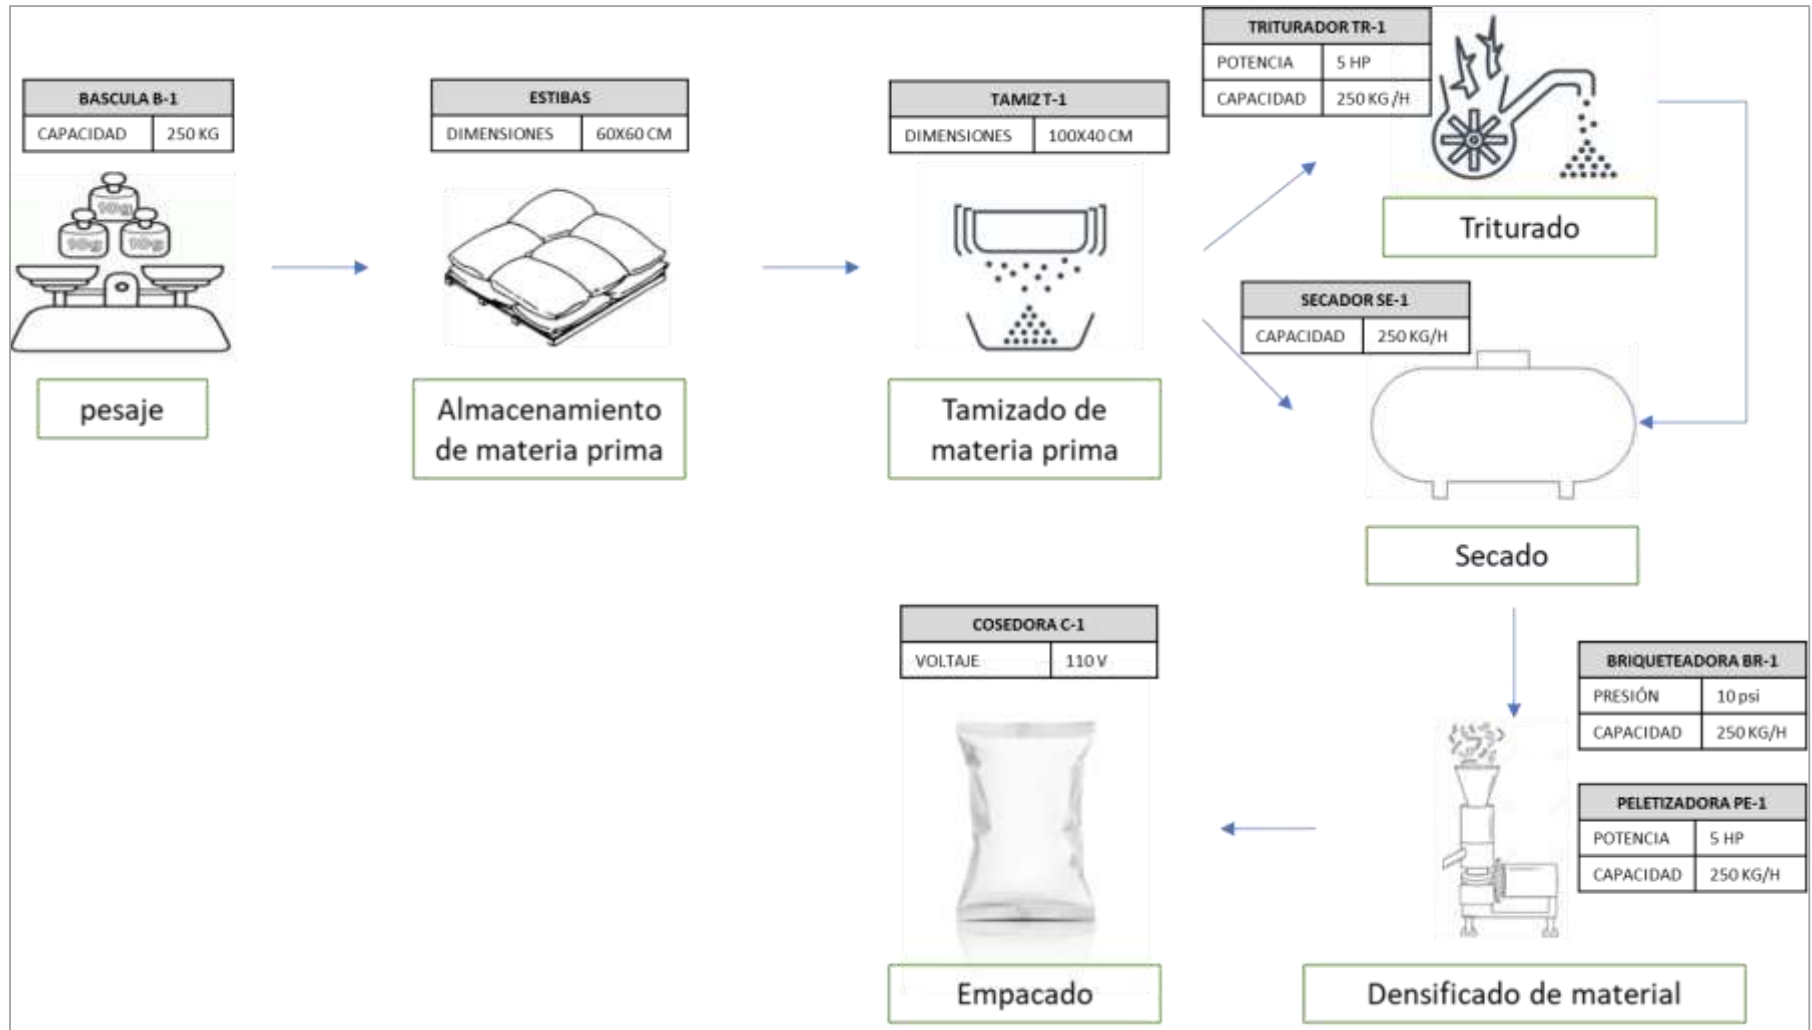 BASCULA B-1
CAPACIDAD 250 KG
10g
10g 10g
pesaje
ESTIBAS
DIMENSIONES 60X60 CM
Almacenamiento
de materia prima
TAMIZ T-1
DIMENSIONES 100X40 CM
Tamizado de
materia prima
TRITURADOR TR-1
POTENCIA 5 HP
CAPACIDAD 250 KG/H
Triturado
SECADOR SE-1
CAPACIDAD 250 KG/H
Secado
BRIQUETEADORA BR-1
PRESIÓN 10 psi
CAPACIDAD 250 KG/H
PELETIZADORA PE-1
POTENCIA 5 HP
CAPACIDAD 250 KG/H
Densificado de material
COSEDORA C-1
VOLTAJE 110 V
Empacado